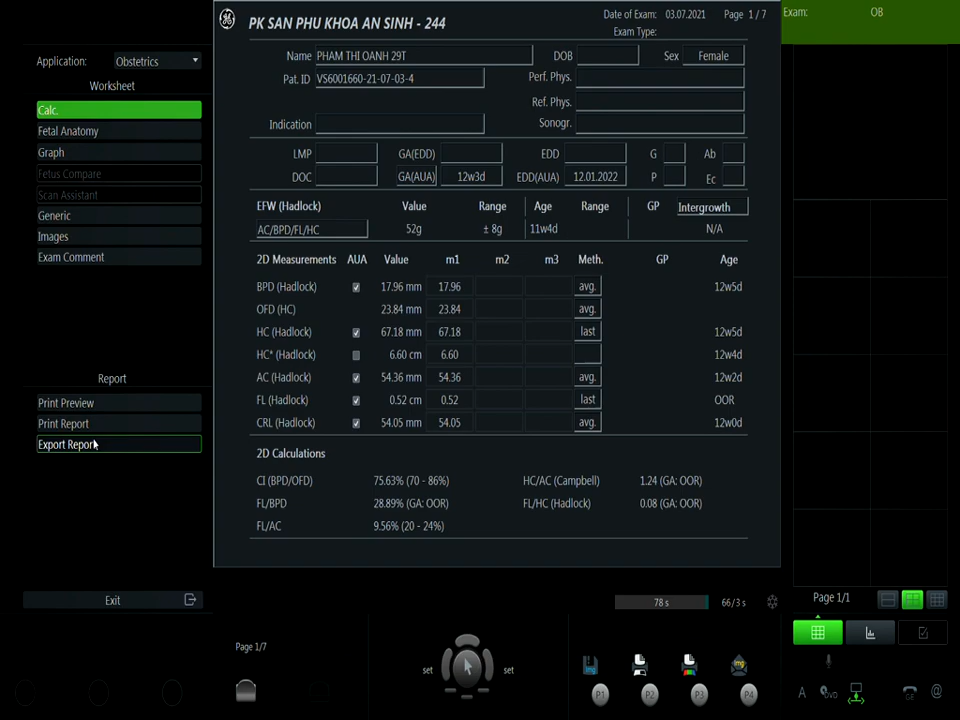 PK SAN PHU KHOA AN SINH - 244
Date of Exam: 03.07.2021 Page 1 / 7
Exam Type:
Exam: OB
Application: Obstetrics
Worksheet
Calc.
Fetal Anatomy
Graph
Fetus Compare
Scan Assistant
Generic
Images
Exam Comment
Report
Print Preview
Print Report
Export Report
Exit
Name PHAM THI OANH 29T DOB Sex Female
Pat. ID VS6001660-21-07-03-4 Perf. Phys.
Ref. Phys.
Indication Sonogr.
LMP GA(EDD) EDD G Ab
DOC GA(AUA) 12w3d EDD(AUA) 12.01.2022 P Ec
EFW (Hadlock) Value Range Age Range GP Intergrowth
AC/BPD/FL/HC 52g ± 8g 11w4d N/A
2D Measurements AUA Value m1 m2 m3 Meth. GP Age
BPD (Hadlock) 17.96 mm 17.96 avg. 12w5d
OFD (HC) 23.84 mm 23.84 avg.
HC (Hadlock) 67.18 mm 67.18 last 12w5d
HC* (Hadlock) 6.60 cm 6.60 12w4d
AC (Hadlock) 54.36 mm 54.36 avg. 12w2d
FL (Hadlock) 0.52 cm 0.52 last OOR
CRL (Hadlock) 54.05 mm 54.05 avg. 12w0d
2D Calculations
CI (BPD/OFD) 75.63% (70 - 86%) HC/AC (Campbell) 1.24 (GA: OOR)
FL/BPD 28.89% (GA: OOR) FL/HC (Hadlock) 0.08 (GA: OOR)
FL/AC 9.56% (20 - 24%)
78 s 66/3 s
Page 1/1
Page 1/7
set set
img
P1 P2 P3 P4
A DVD @